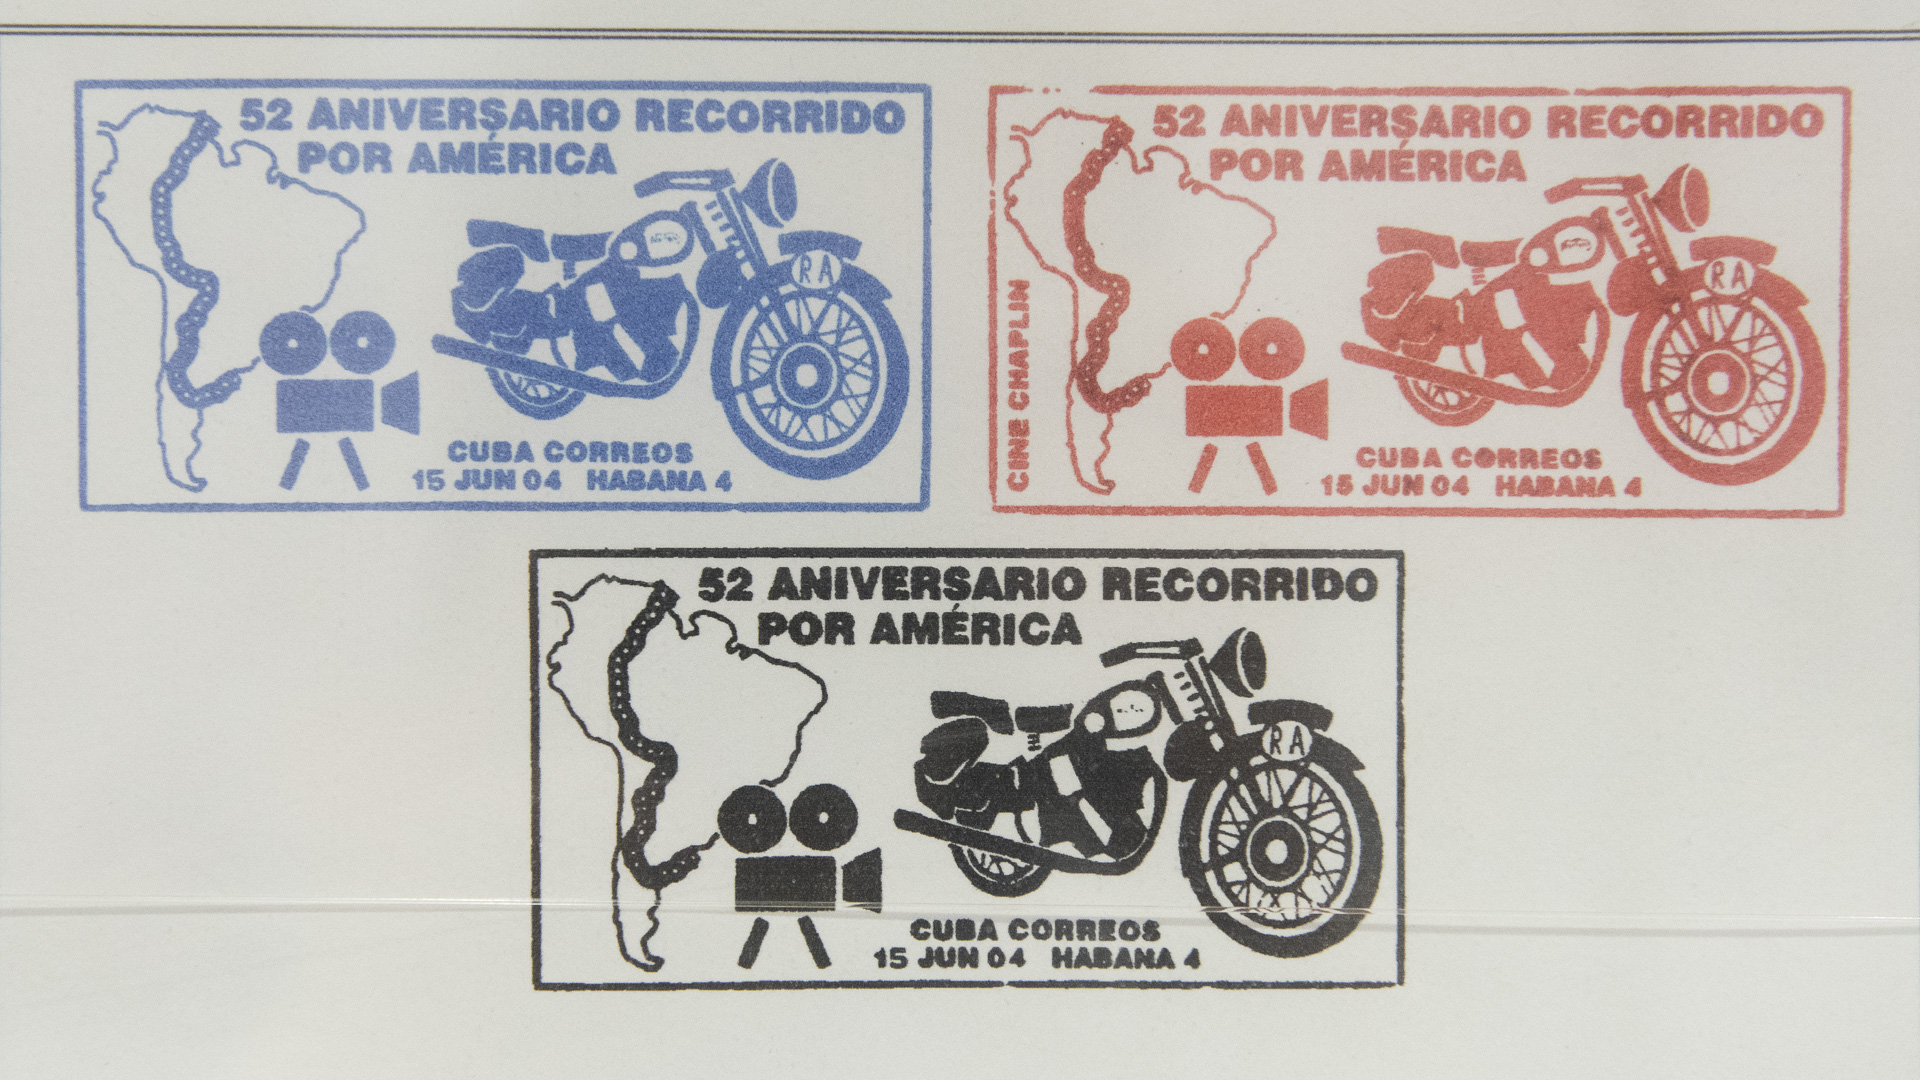 52 ANIVERSARIO RECORRIDO
POR AMÉRICA
RA
CUBA CORREOS
15 JUN 04 HABANA 4
52 ANIVERSARIO RECORRIDO
POR AMÉRICA
RA
CINE CHAPLIN
CUBA CORREOS
15 JUN 04 HABANA 4
52 ANIVERSARIO RECORRIDO
POR AMÉRICA
RA
CUBA CORREOS
15 JUN 04 HABANA 4